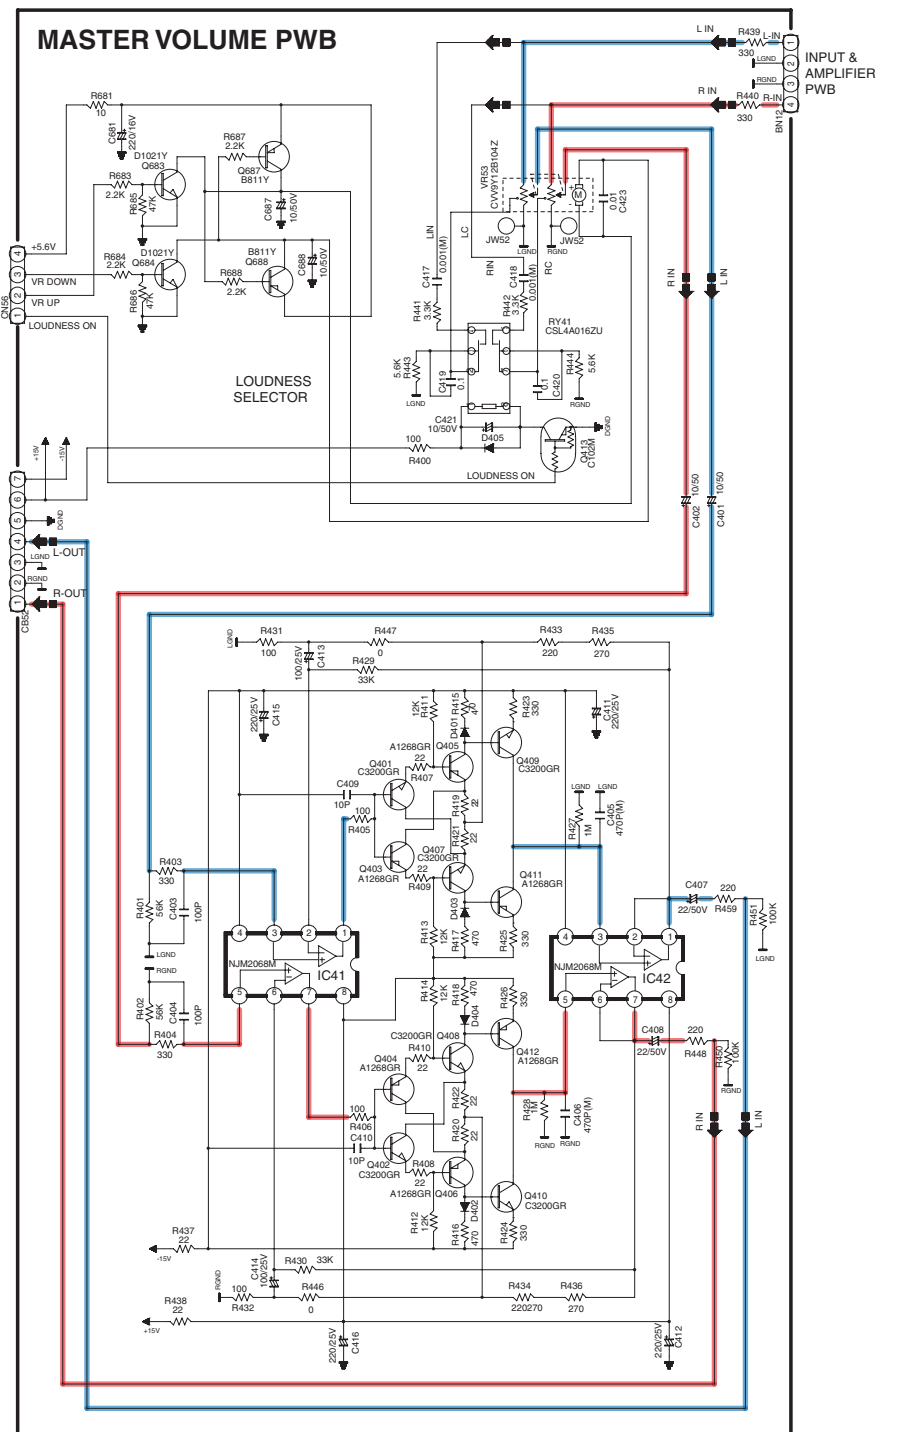 MASTER VOLUME PWB
L IN
R439
330
L-IN
1
LGND
2
RGND
3
R IN
R440
330
R-IN
4
BN12
INPUT &
AMPLIFIER
PWB
R681
10
C681
220/16V
R687
2.2K
Q687
B811Y
D1021Y
Q683
R683
2.2K
R685
47K
C687
10/50V
VR53
CVV9Y12B104Z
M
+
-
0.01
C423
JW52
JW52
LGND
RGND
LIN
LC
RIN
RC
4
+5.6V
3
VR DOWN
2
VR UP
1
LOUDNESS ON
CN56
R684
2.2K
D1021Y
Q684
R686
47K
R688
2.2K
B811Y
Q688
C688
10/50V
C417
0.001(M)
C418
0.001(M)
R441
3.3K
R442
3.3K
RY41
CSL4A016ZU
5.6K
R443
LGND
C419
0.1
0.1
C420
R444
5.6K
RGND
R IN
L IN
LOUDNESS
SELECTOR
C421
10/50V
D405
100
R400
Q413
C102M
DGND
LOUDNESS ON
+15V
-15V
7
6
5
DGND
4
L-OUT
3
LGND
2
RGND
1
R-OUT
CB52
10/50
C402
10/50
C401
LGND
R431
100
100/25V
C413
R447
0
R429
33K
R433
220
R435
270
220/25V
C415
12K
R411
R415
470
D401
R423
330
C411
220/25V
A1268GR
Q405
Q401
C3200GR
22
R407
Q409
C3200GR
C409
10P
100
R405
R419
22
R421
22
Q407
C3200GR
Q403
A1268GR
22
R409
D403
Q411
A1268GR
LGND
LGND
R427
1M
C405
470P(M)
R403
330
R401
56K
C403
100P
LGND
RGND
R402
56K
C404
100P
R404
330
R413
12K
R417
470
R425
330
4
3
2
1
NJM2068M
IC41
5
6
7
8
4
3
2
1
NJM2068M
IC42
5
6
7
8
C407
22/50V
220
R459
R451
100K
LGND
R414
12K
R418
470
D404
R426
330
C3200GR
Q408
R410
22
Q404
A1268GR
Q412
A1268GR
C408
22/50V
220
R448
R450
100K
RGND
100
R406
C410
10P
R422
22
R420
22
R428
1M
RGND
C406
470P(M)
RGND
R IN
L IN
Q402
C3200GR
R408
22
A1268GR
Q406
R412
12K
D402
R416
470
Q410
C3200GR
R424
330
R437
22
-15V
C414
100/25V
R430
33K
RGND
100
R432
R446
0
R434
220270
R436
270
R438
22
+15V
220/25V
C416
220/25V
C412